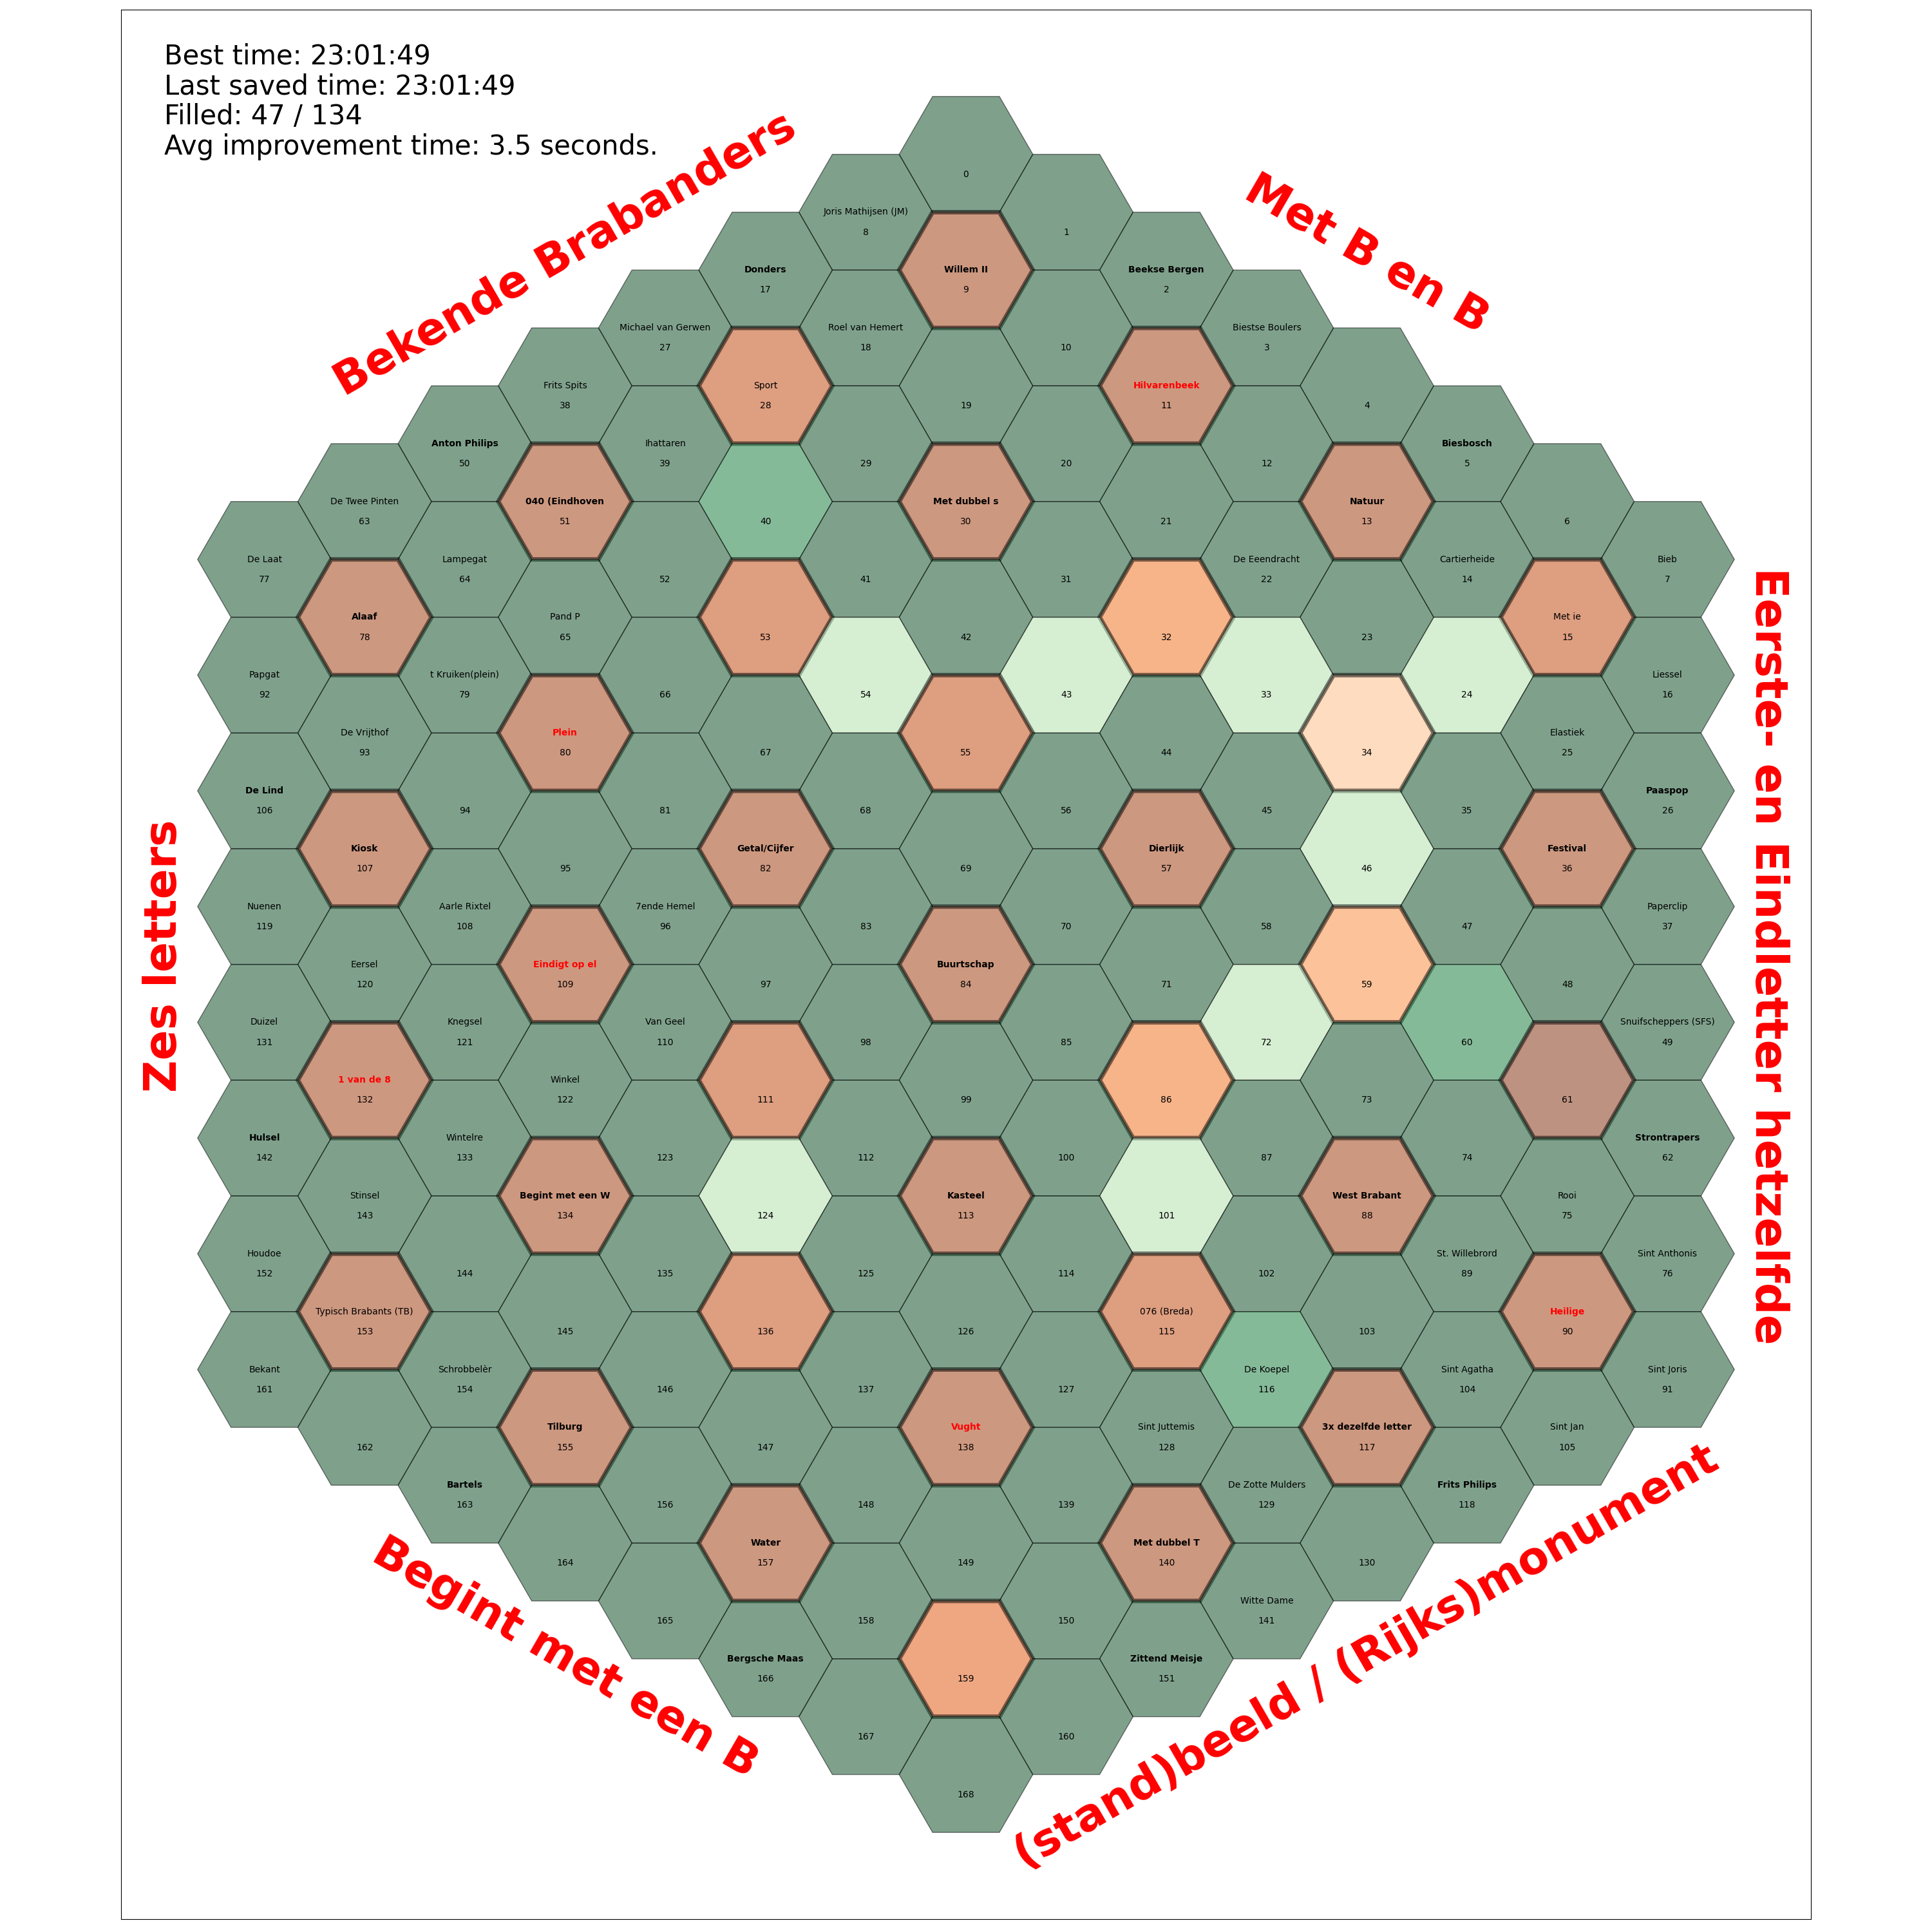 Best time: 23:01:49
Last saved time: 23:01:49
Filled: 47 / 134
Avg improvement time: 3.5 seconds.
Bekende Brabanders
Met B en B
Eerste- en Eindletter hetzelfde
Zes letters
Begint met een B
(stand)beeld / (Rijks)monument
0
1
Beekse Bergen
2
Biestse Boulers
3
4
Biesbosch
5
6
Bieb
7
Joris Mathijsen (JM)
8
Willem II
9
10
Hilvarenbeek
11
12
Natuur
13
Cartierheide
14
Met ie
15
Liessel
16
Donders
17
Roel van Hemert
18
19
20
21
De Eeendracht
22
23
24
Elastiek
25
Paaspop
26
Michael van Gerwen
27
Sport
28
29
Met dubbel s
30
31
32
33
34
35
Festival
36
Paperclip
37
Frits Spits
38
Ihattaren
39
40
41
42
43
44
45
46
47
48
Snuifscheppers (SFS)
49
Anton Philips
50
040 (Eindhoven
51
52
53
54
55
56
Dierlijk
57
58
59
60
61
Strontrapers
62
De Twee Pinten
63
Lampegat
64
Pand P
65
66
67
68
69
70
71
72
73
74
Rooi
75
Sint Anthonis
76
De Laat
77
Alaaf
78
t Kruiken(plein)
79
Plein
80
81
Getal/Cijfer
82
83
Buurtschap
84
85
86
87
West Brabant
88
St. Willebrord
89
Heilige
90
Sint Joris
91
Papgat
92
De Vrijthof
93
94
95
7ende Hemel
96
97
98
99
100
101
102
103
Sint Agatha
104
Sint Jan
105
De Lind
106
Kiosk
107
Aarle Rixtel
108
Eindigt op el
109
Van Geel
110
111
112
Kasteel
113
114
076 (Breda)
115
De Koepel
116
3x dezelfde letter
117
Frits Philips
118
Nuenen
119
Eersel
120
Knegsel
121
Winkel
122
123
124
125
126
127
Sint Juttemis
128
De Zotte Mulders
129
130
Duizel
131
1 van de 8
132
Wintelre
133
Begint met een W
134
135
136
137
Vught
138
139
Met dubbel T
140
Witte Dame
141
Hulsel
142
Stinsel
143
144
145
146
147
148
149
150
Zittend Meisje
151
Houdoe
152
Typisch Brabants (TB)
153
Schrobbelèr
154
Tilburg
155
156
Water
157
158
159
160
Bekant
161
162
Bartels
163
164
165
Bergsche Maas
166
167
168